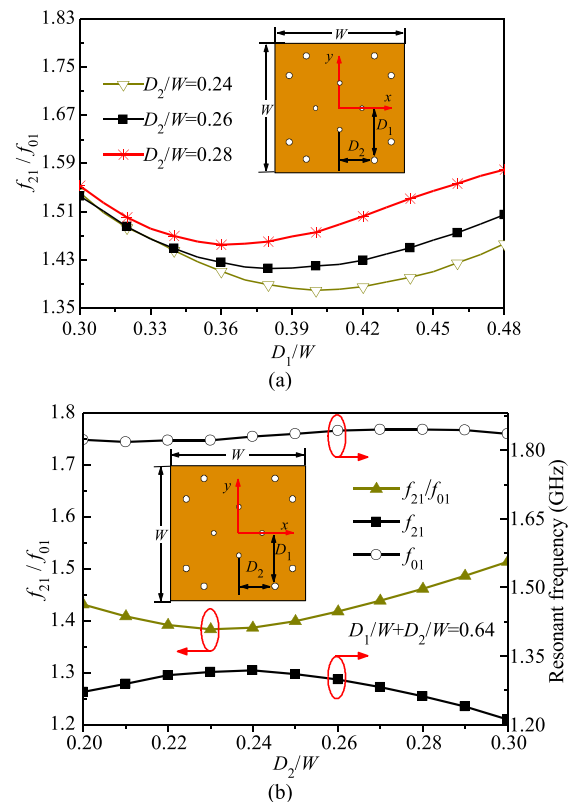 1.83
1.75
1.67
1.59
1.51
1.43
1.35
f21 / f01
D2/W=0.24
D2/W=0.26
D2/W=0.28
W
W
y
x
D1
D2
0.30 0.33 0.36 0.39 0.42 0.45 0.48
D1/W
(a)
1.8
1.7
1.6
1.5
1.4
1.3
1.2
f21 / f01
W
W
y
x
D1
D2
f21/f01
f21
f01
D1/W+D2/W=0.64
1.80
1.65
1.50
1.35
1.20
Resonant frequency (GHz)
0.20 0.22 0.24 0.26 0.28 0.30
D2/W
(b)